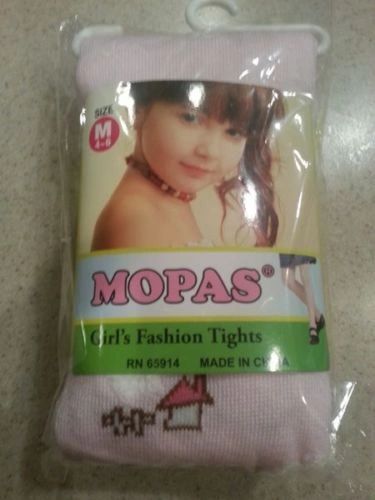 SIZE
M
4-6
MOPAS®
Girl's Fashion Tights
RN 65914 MADE IN CHINA